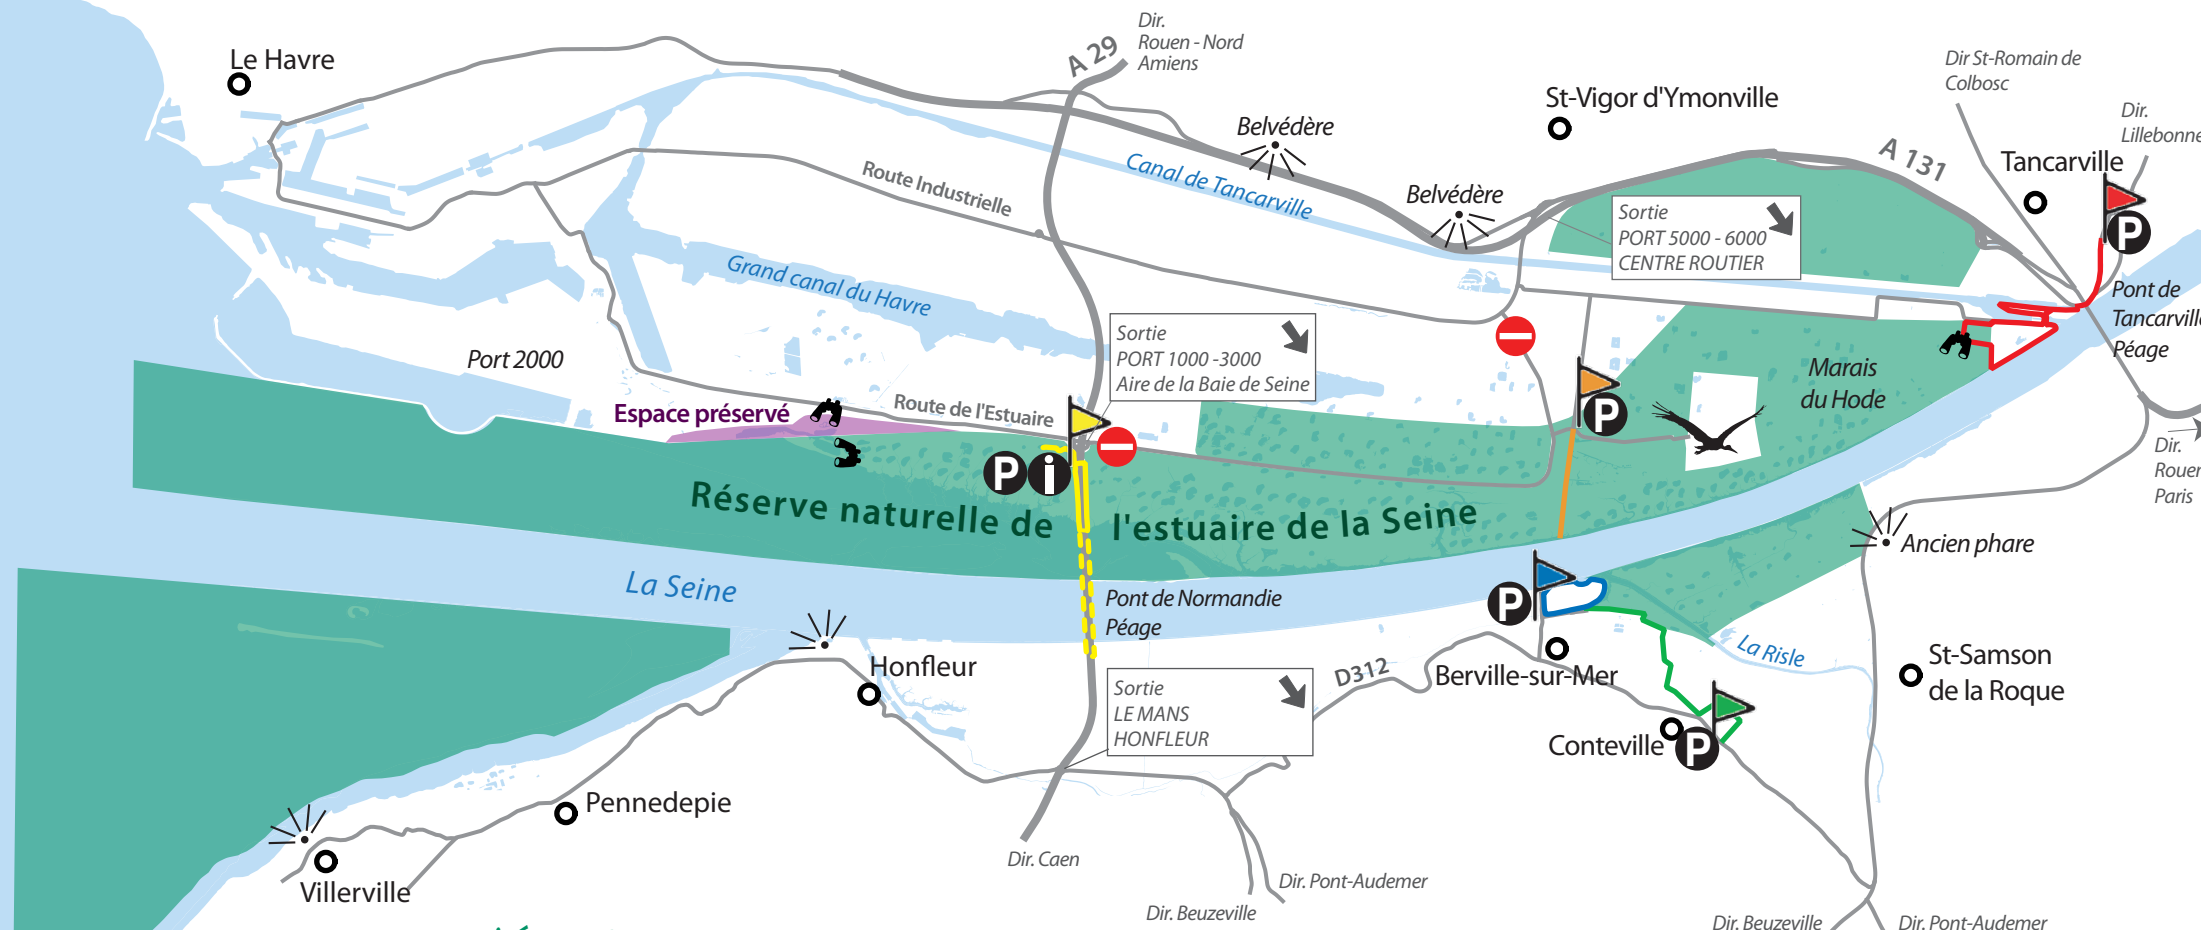 Le Havre
A 29
Dir.
Rouen - Nord
Amiens
Belvédère
Canal de Tancarville
Route Industrielle
Belvédère
St-Vigor d'Ymonville
Dir St-Romain de
Colbosc
Dir.
Lillebonne
A 131
Tancarville
P
Sortie
PORT 5000 - 6000
CENTRE ROUTIER
Grand canal du Havre
Pont de
Tancarville
Péage
Port 2000
Sortie
PORT 1000 -3000
Aire de la Baie de Seine
Espace préservé
Route de l'Estuaire
Marais
du Hode
P
P
i
Dir.
Rouen
Paris
Réserve naturelle de l'estuaire de la Seine
Ancien phare
La Seine
Pont de Normandie
Péage
P
La Risle
Honfleur
Sortie
LE MANS
HONFLEUR
D312
Berville-sur-Mer
St-Samson
de la Roque
Conteville
P
Pennedepie
Villerville
Dir. Caen
Dir. Pont-Audemer
Dir. Beuzeville
Dir. Beuzeville
Dir. Pont-Audemer